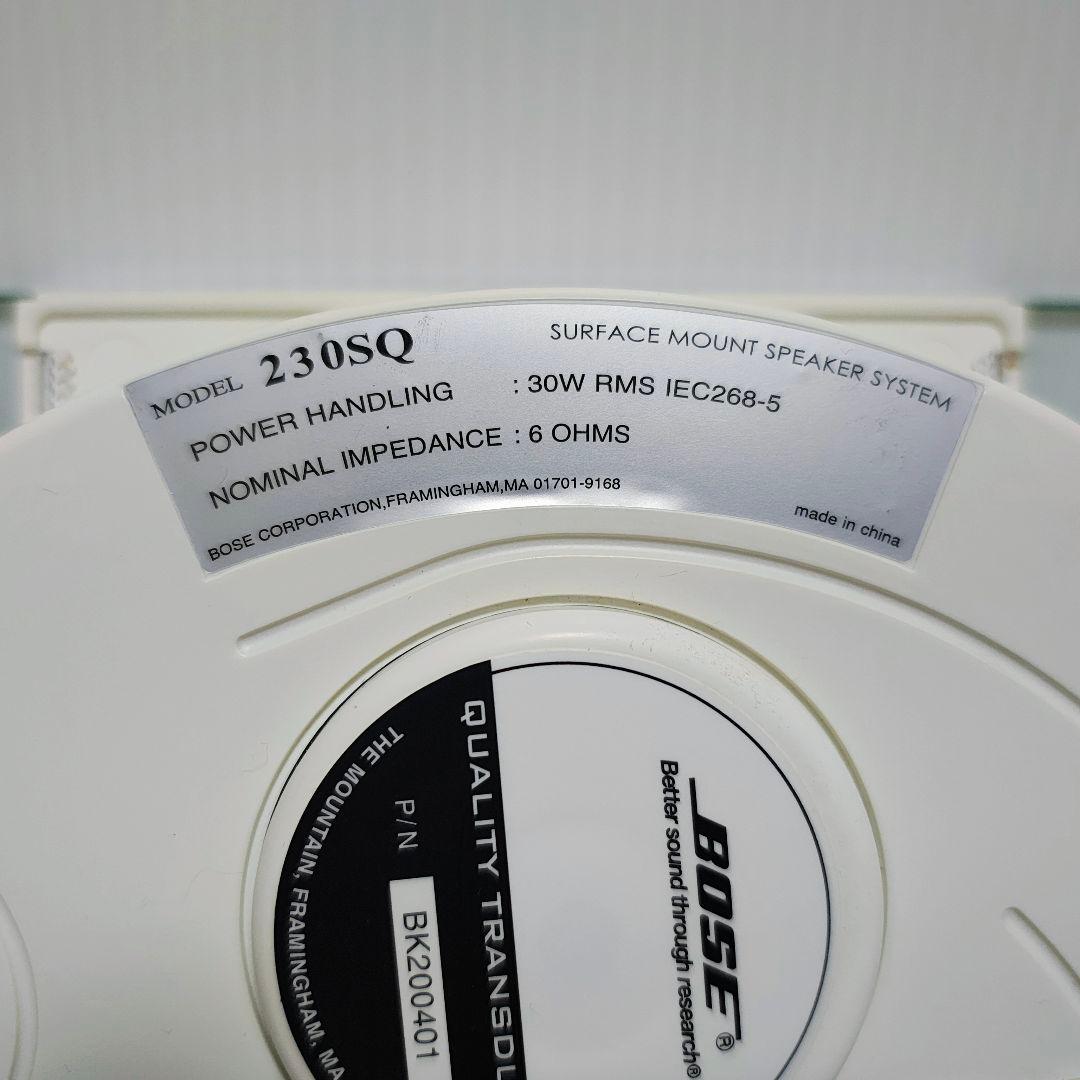 MODEL 230SQ
SURFACE MOUNT SPEAKER SYSTEM
POWER HANDLING : 30W RMS IEC268-5
NOMINAL IMPEDANCE : 6 OHMS
BOSE CORPORATION,FRAMINGHAM,MA 01701-9168
made in china
BOSE®
Better sound through research®
QUALITY TRANSDU
P/N BK200401
THE MOUNTAIN, FRAMINGHAM, MA